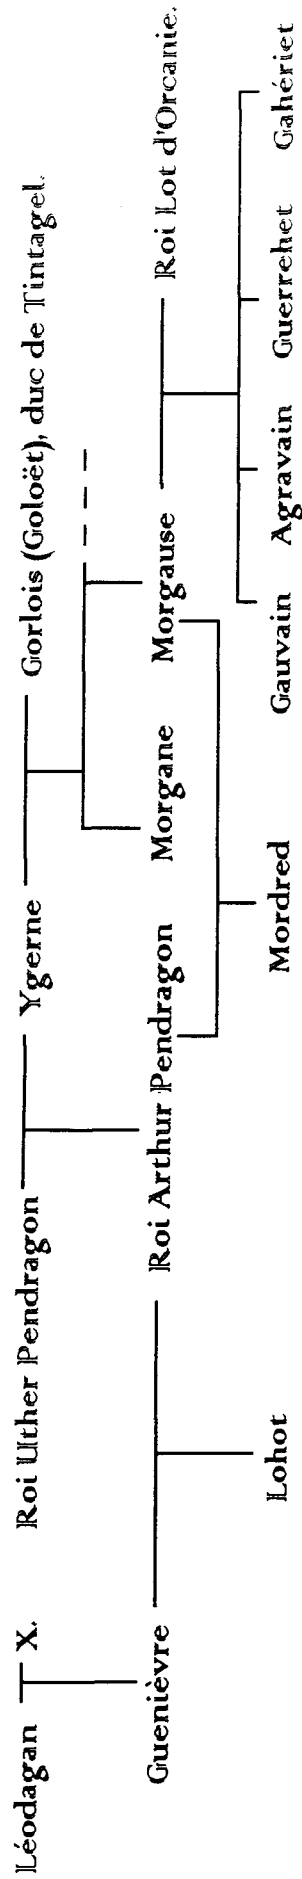 Léodagan X. Roi Uther Pendragon Ygerne Gorlois (Goloët), duc de Tintagel.
Guenièvre Roi Arthur Pendragon Morgane Morgause Roi Lot d'Orcanie.
Lohot Mordred Gauvain Agravain Guerrehet Gahériet